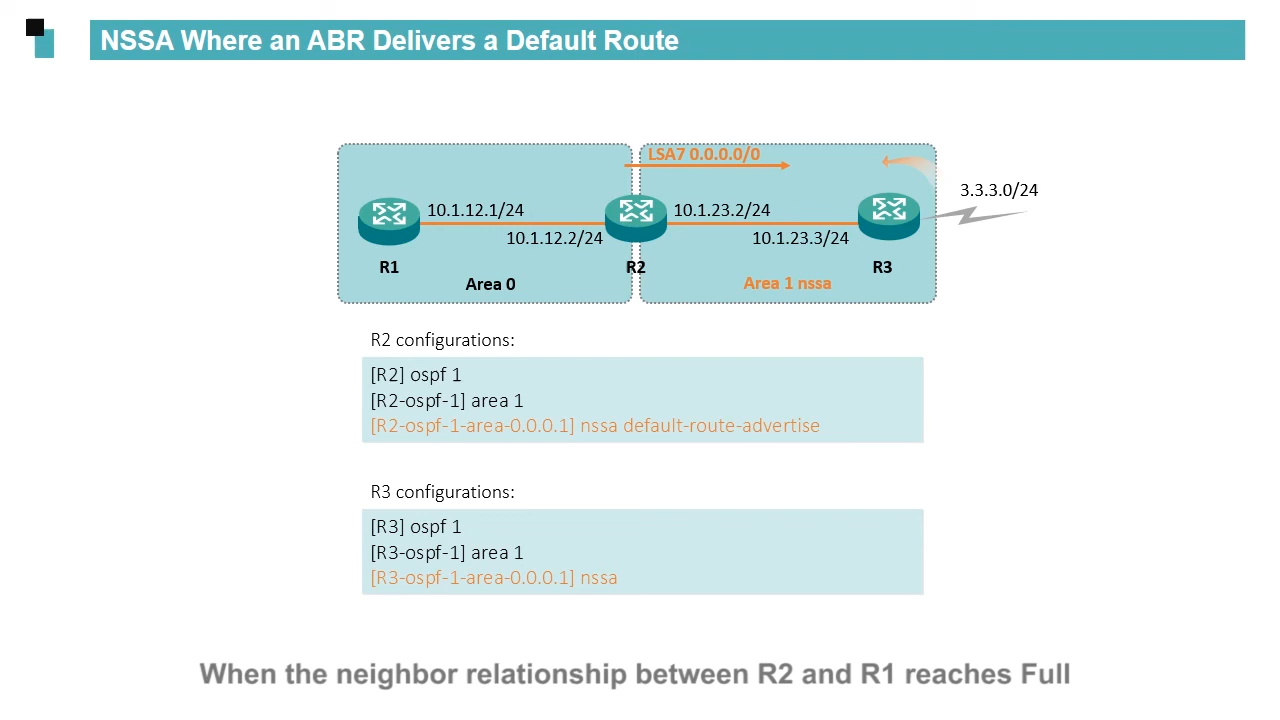 NSSA Where an ABR Delivers a Default Route
LSA7 0.0.0.0/0
3.3.3.0/24
10.1.12.1/24
10.1.23.2/24
10.1.12.2/24
10.1.23.3/24
R1
R2
R3
Area 0
Area 1 nssa
R2 configurations:
[R2] ospf 1
[R2-ospf-1] area 1
[R2-ospf-1-area-0.0.0.1] nssa default-route-advertise
R3 configurations:
[R3] ospf 1
[R3-ospf-1] area 1
[R3-ospf-1-area-0.0.0.1] nssa
When the neighbor relationship between R2 and R1 reaches Full